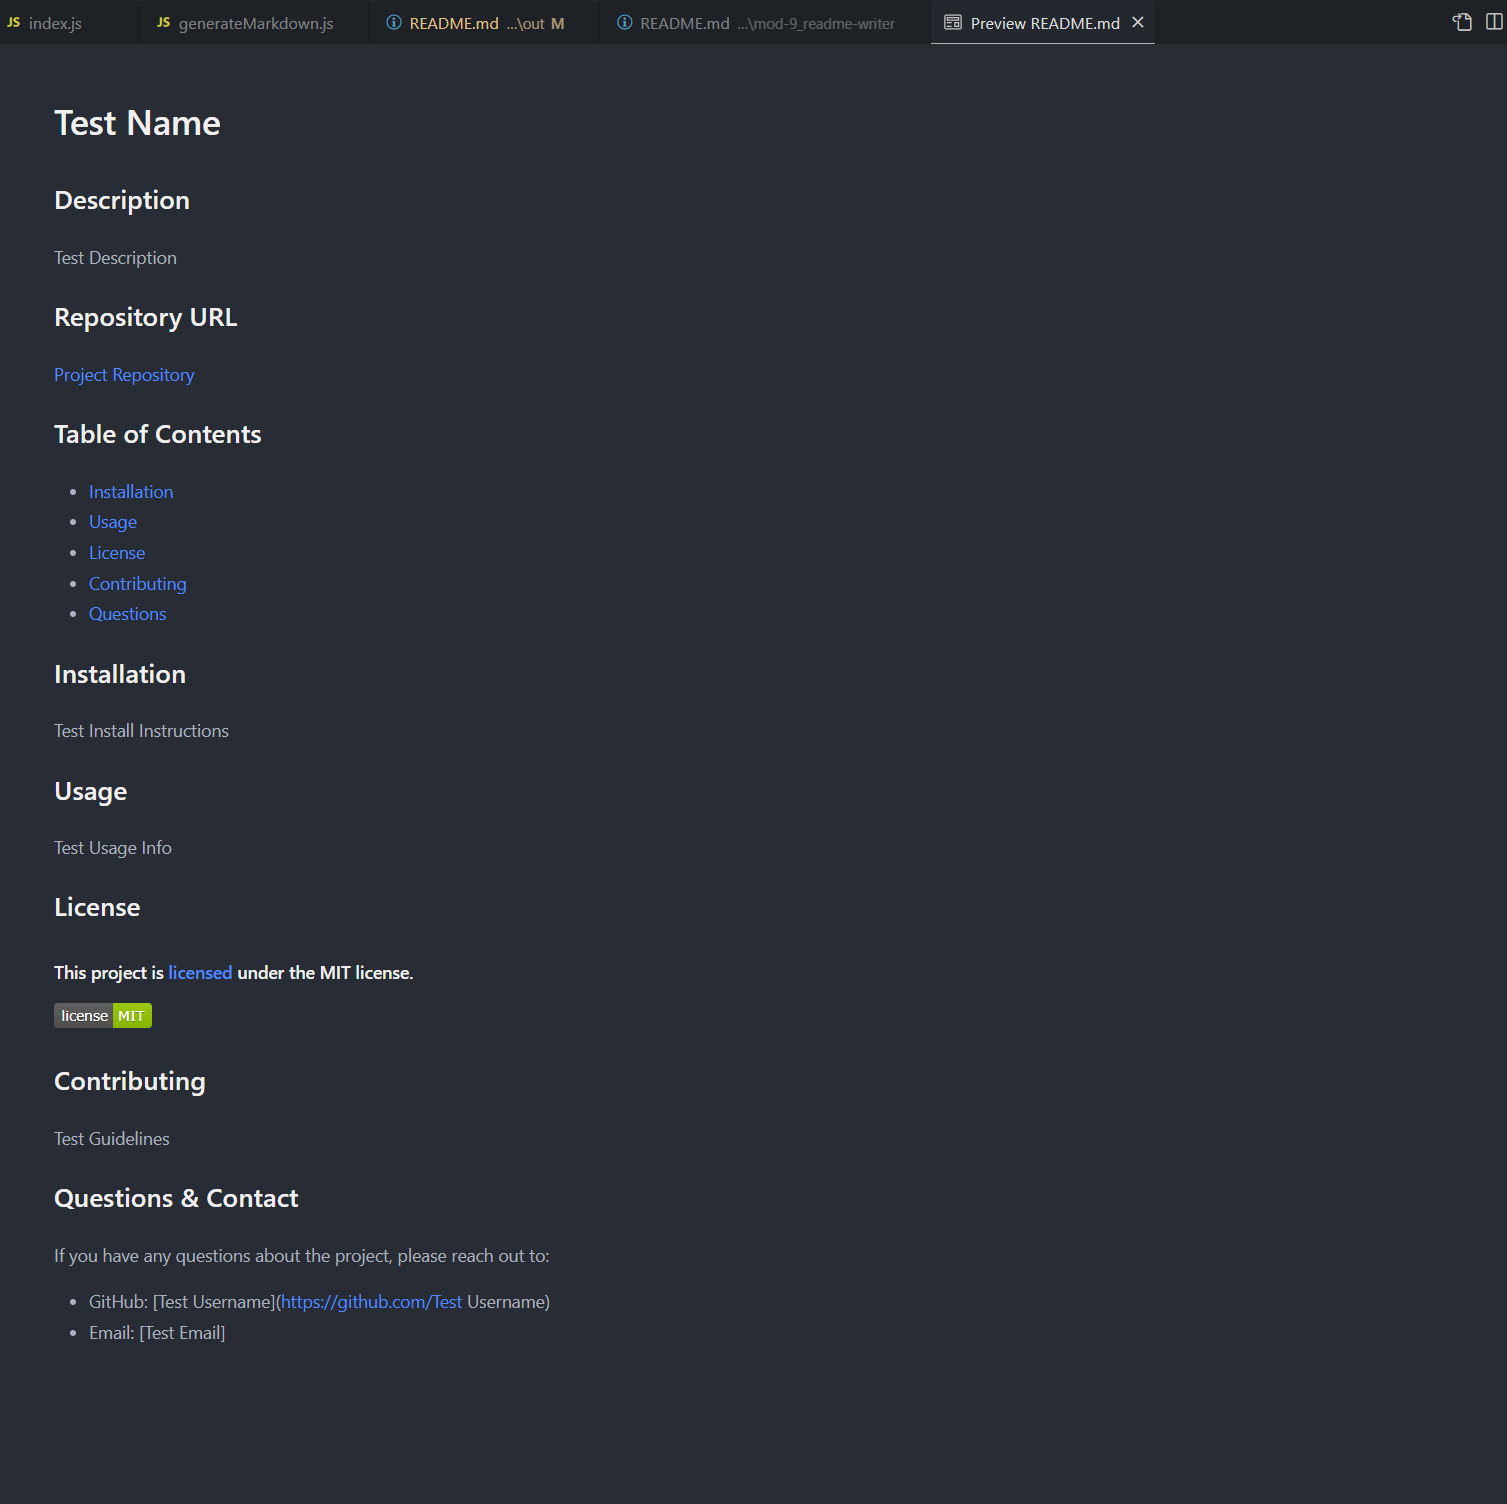 JS index.js
JS generateMarkdown.js
README.md ...\out M
README.md ...\mod-9_readme-writer
Preview README.md
Test Name
Description
Test Description
Repository URL
Project Repository
Table of Contents
Installation
Usage
License
Contributing
Questions
Installation
Test Install Instructions
Usage
Test Usage Info
License
This project is licensed under the MIT license.
license MIT
Contributing
Test Guidelines
Questions & Contact
If you have any questions about the project, please reach out to:
GitHub: [Test Username](https://github.com/Test Username)
Email: [Test Email]